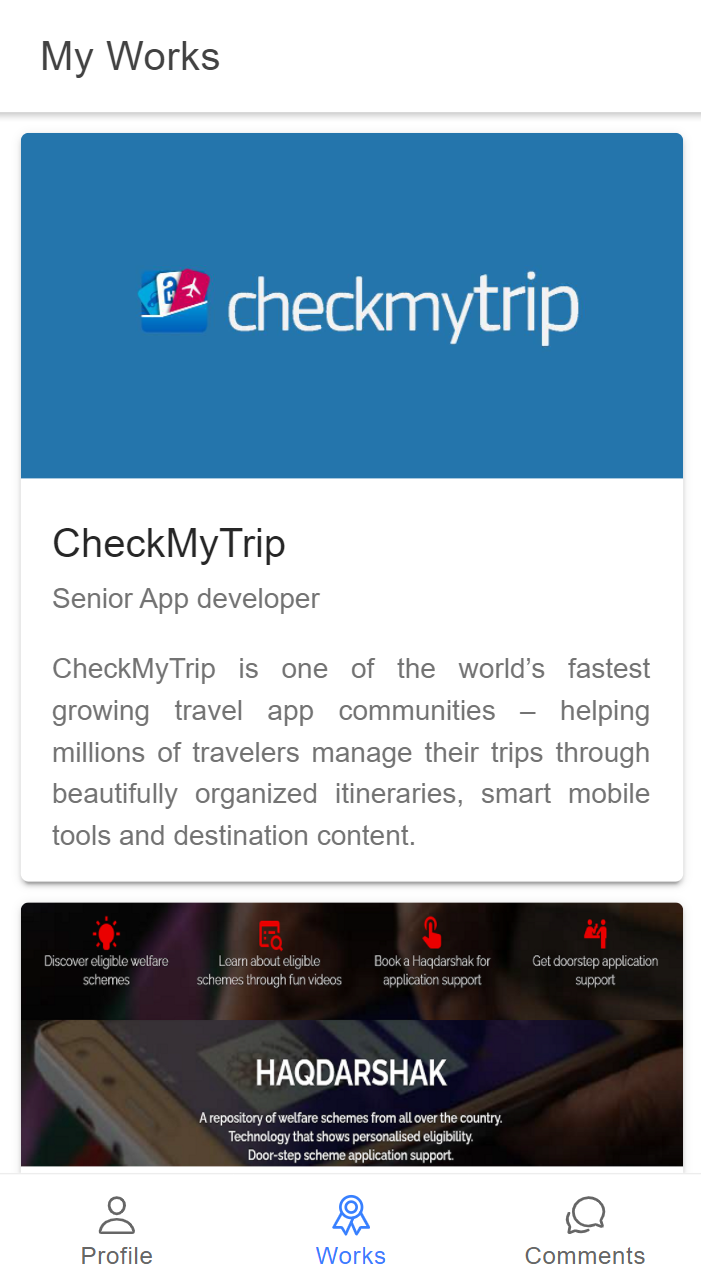 My Works
checkmytrip
CheckMyTrip
Senior App developer
CheckMyTrip is one of the world’s fastest
growing travel app communities – helping
millions of travelers manage their trips through
beautifully organized itineraries, smart mobile
tools and destination content.
Discover eligible welfare
schemes
Learn about eligible
schemes through fun videos
Book a Haqdarshak for
application support
Get doorstep application
support
HAQDARSHAK
A repository of welfare schemes from all over the country.
Technology that shows personalised eligibility.
Door-step scheme application support.
Profile
Works
Comments